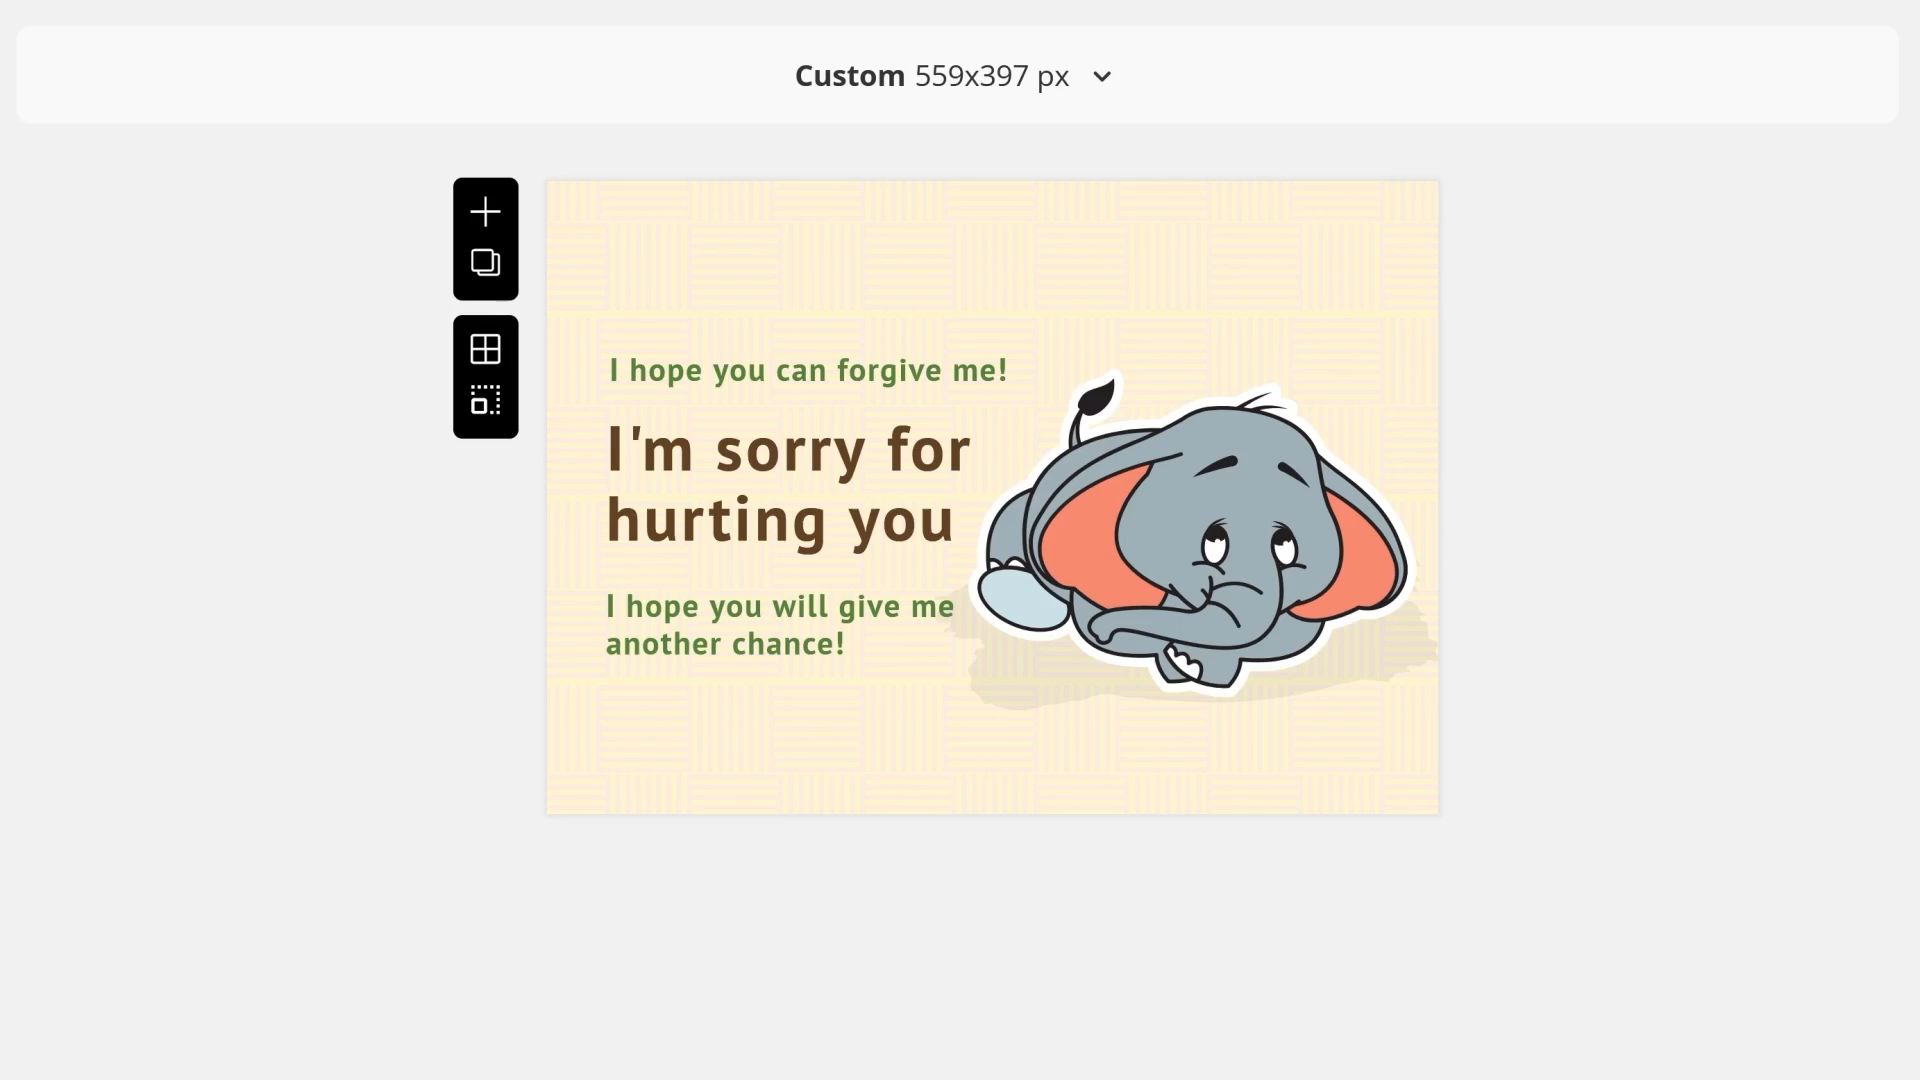 Custom 559x397 px
I hope you can forgive me!
I'm sorry for
hurting you
I hope you will give me
another chance!